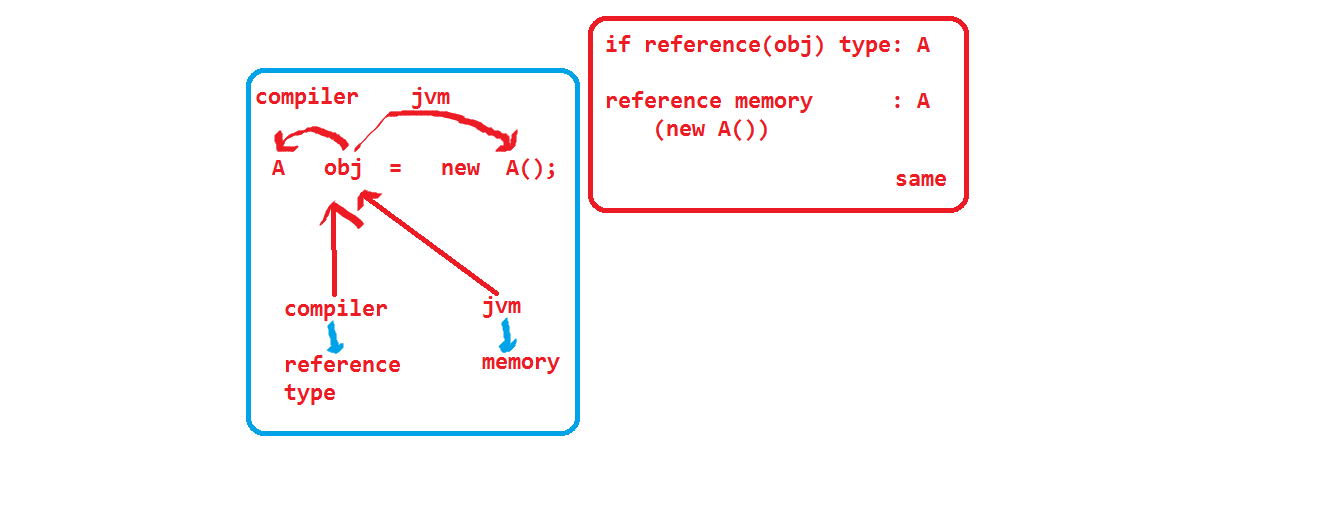 compiler jvm
A obj = new A();
compiler jvm
reference memory
type
if reference(obj) type: A
reference memory : A
(new A())
same